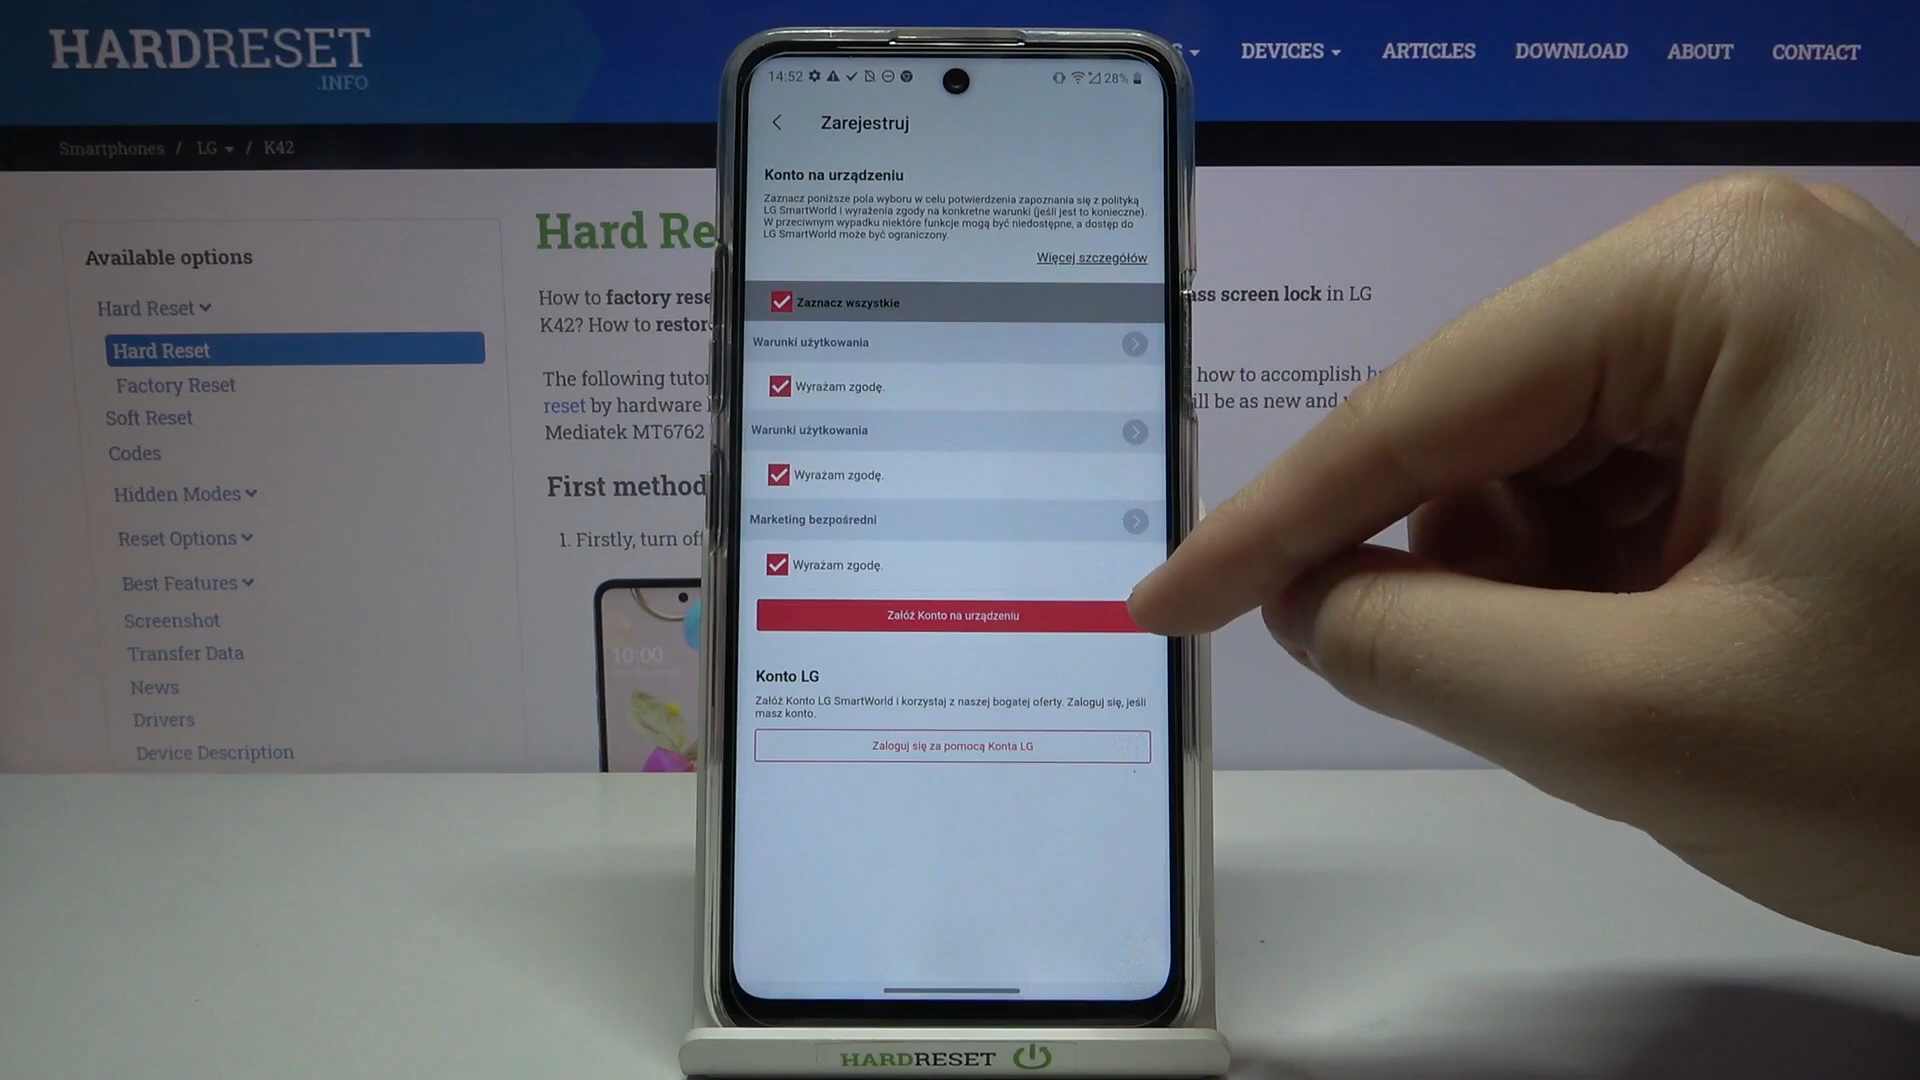 HARDRESET
.INFO
DEVICES
ARTICLES
DOWNLOAD
ABOUT
CONTACT
Smartphones / LG / K42
Available options
Hard Reset
Hard Reset
Factory Reset
Soft Reset
Codes
Hidden Modes
Reset Options
Best Features
Screenshot
Transfer Data
News
Drivers
Device Description
Hard Re
How to factory rese
K42? How to restor
The following tutor
reset by hardware
Mediatek MT6762
First method
1. Firstly, turn of
10:00
ass screen lock in LG
how to accomplish
ill be as new and
14:52
28%
Zarejestruj
Konto na urządzeniu
Zaznacz poniższe pola wyboru w celu potwierdzenia zapoznania się z polityką
LG SmartWorld i wyrażenia zgody na konkretne warunki (jeśli jest to konieczne).
W przeciwnym wypadku niektóre funkcje mogą być niedostępne, a dostęp do
LG SmartWorld może być ograniczony.
Więcej szczegółów
Zaznacz wszystkie
Warunki użytkowania
Wyrażam zgodę.
Warunki użytkowania
Wyrażam zgodę.
Marketing bezpośredni
Wyrażam zgodę.
Załóż Konto na urządzeniu
Konto LG
Załóż Konto LG SmartWorld i korzystaj z naszej bogatej oferty. Zaloguj się, jeśli
masz konto.
Zaloguj się za pomocą Konta LG
HARDRESET